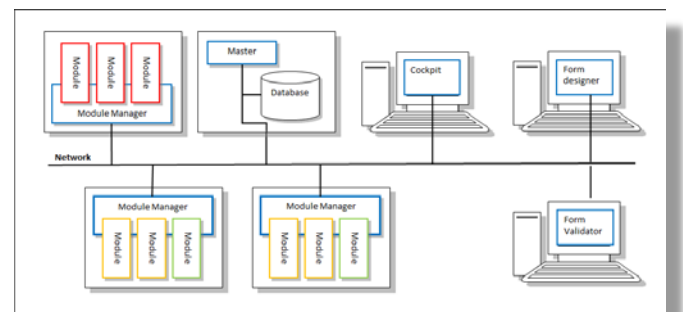 Module
Module
Module
Module Manager
Master
Database
Cockpit
Form
designer
Network
Module Manager
Module
Module
Module
Module Manager
Module
Module
Module
Form
Validator